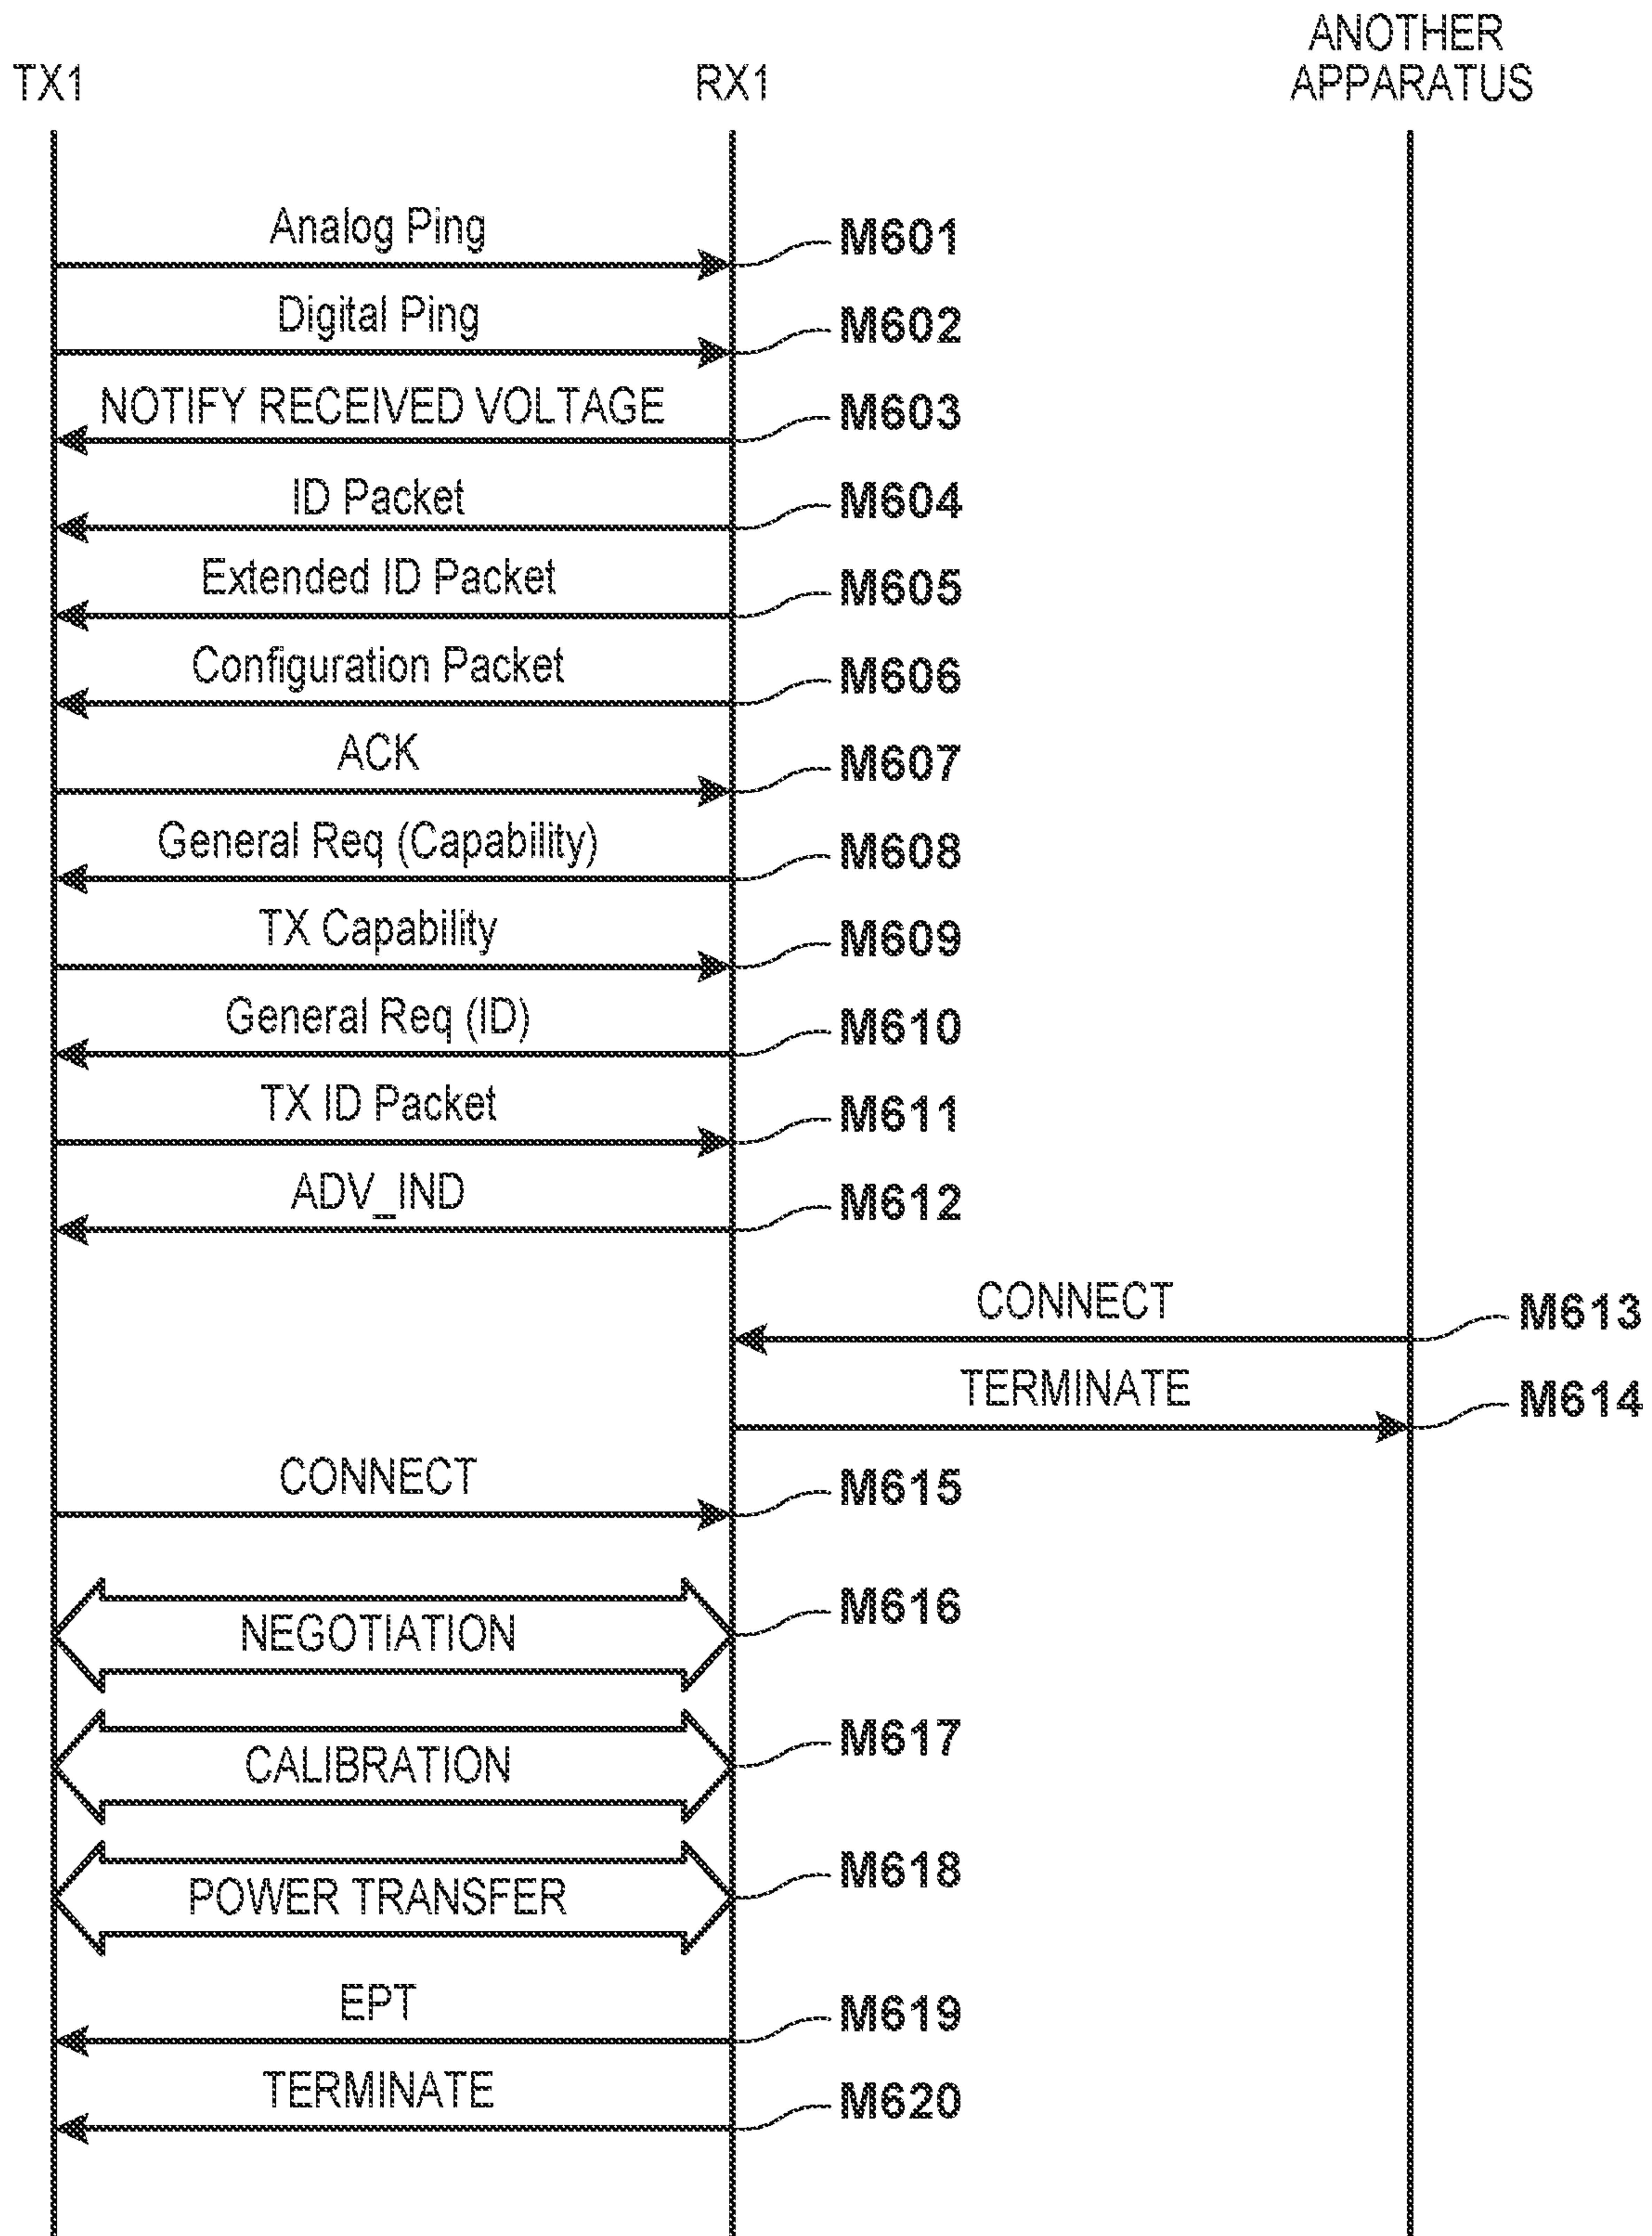 TX1
RX1
ANOTHER
APPARATUS
Analog Ping
M601
Digital Ping
M602
NOTIFY RECEIVED VOLTAGE
M603
ID Packet
M604
Extended ID Packet
M605
Configuration Packet
M606
ACK
M607
General Req (Capability)
M608
TX Capability
M609
General Req (ID)
M610
TX ID Packet
M611
ADV_IND
M612
CONNECT
M613
TERMINATE
M614
CONNECT
M615
NEGOTIATION
M616
CALIBRATION
M617
POWER TRANSFER
M618
EPT
M619
TERMINATE
M620